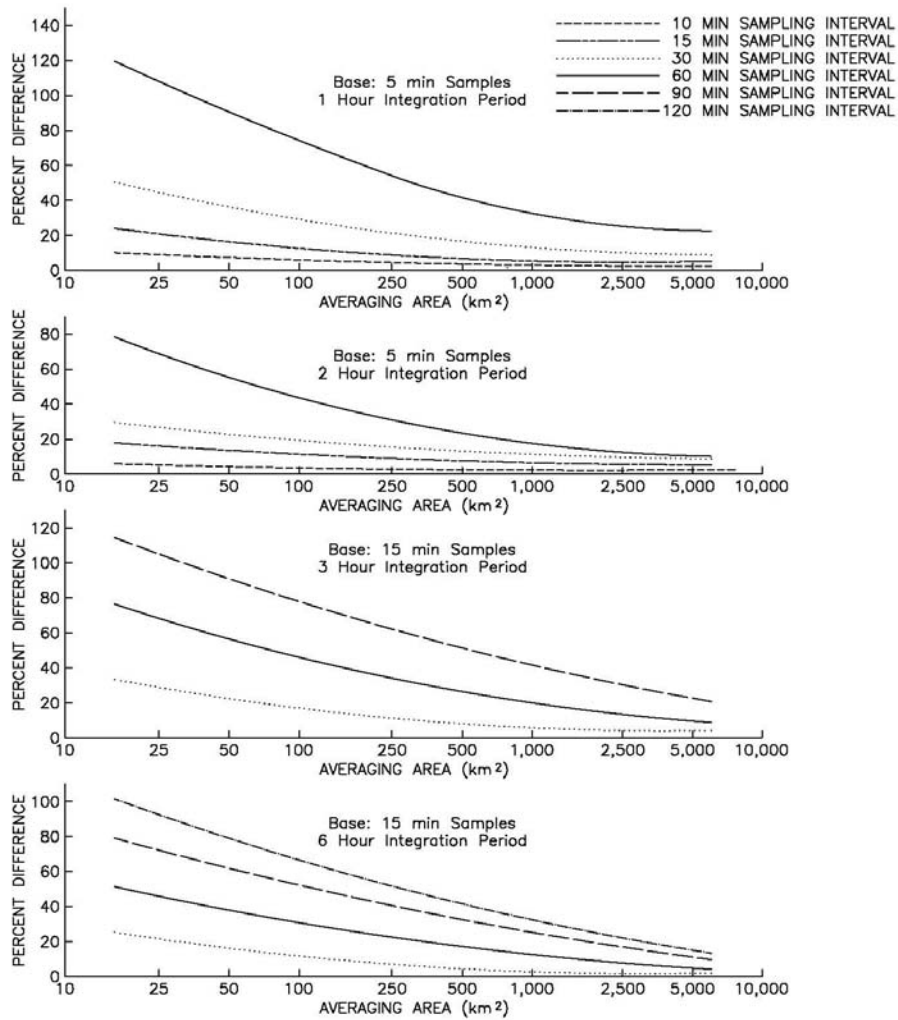 140
120
100
80
60
40
20
0
PERCENT DIFFERENCE
Base: 5 min Samples
1 Hour Integration Period
10 MIN SAMPLING INTERVAL
15 MIN SAMPLING INTERVAL
30 MIN SAMPLING INTERVAL
60 MIN SAMPLING INTERVAL
90 MIN SAMPLING INTERVAL
120 MIN SAMPLING INTERVAL
10 25 50 100 250 500 1,000 2,500 5,000 10,000
AVERAGING AREA (km²)
80
60
40
20
0
PERCENT DIFFERENCE
Base: 5 min Samples
2 Hour Integration Period
10 25 50 100 250 500 1,000 2,500 5,000 10,000
AVERAGING AREA (km²)
120
100
80
60
40
20
0
PERCENT DIFFERENCE
Base: 15 min Samples
3 Hour Integration Period
10 25 50 100 250 500 1,000 2,500 5,000 10,000
AVERAGING AREA (km²)
100
80
60
40
20
0
PERCENT DIFFERENCE
Base: 15 min Samples
6 Hour Integration Period
10 25 50 100 250 500 1,000 2,500 5,000 10,000
AVERAGING AREA (km²)